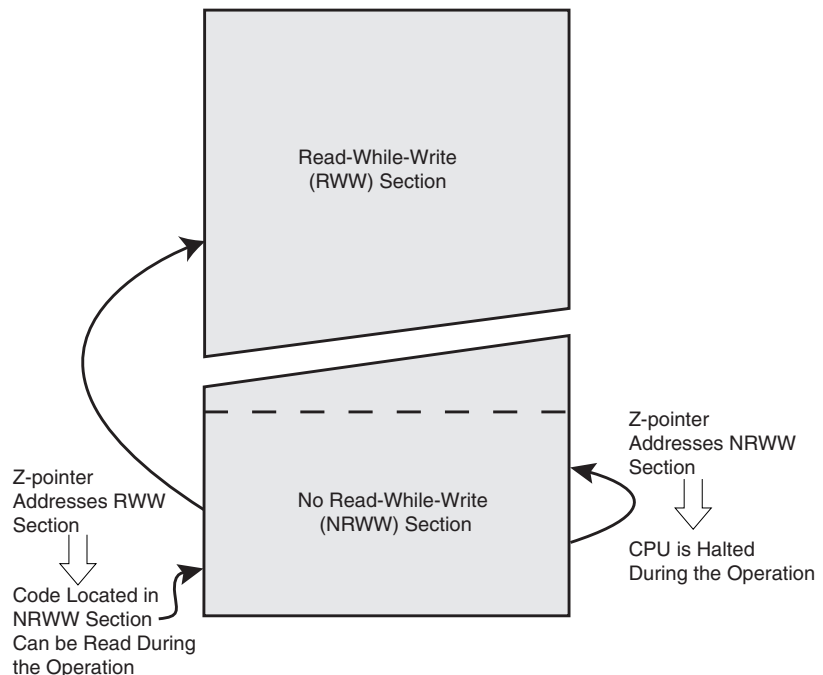 Read-While-Write
(RWW) Section
Z-pointer
Addresses NRWW
Section
Z-pointer
Addresses RWW
Section
No Read-While-Write
(NRWW) Section
CPU is Halted
During the Operation
Code Located in
NRWW Section
Can be Read During
the Operation